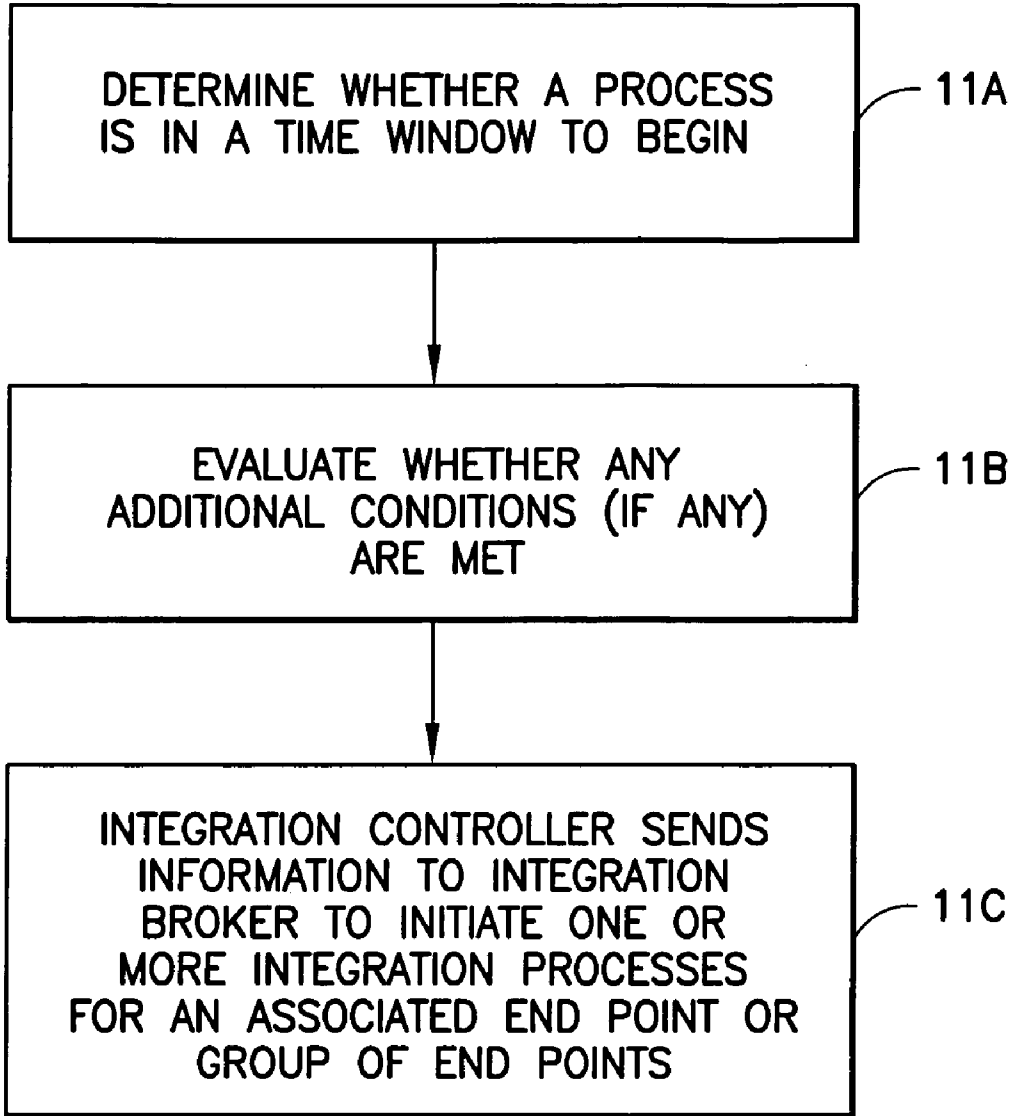 DETERMINE WHETHER A PROCESS
IS IN A TIME WINDOW TO BEGIN
11A
EVALUATE WHETHER ANY
ADDITIONAL CONDITIONS (IF ANY)
ARE MET
11B
INTEGRATION CONTROLLER SENDS
INFORMATION TO INTEGRATION
BROKER TO INITIATE ONE OR
MORE INTEGRATION PROCESSES
FOR AN ASSOCIATED END POINT OR
GROUP OF END POINTS
11C